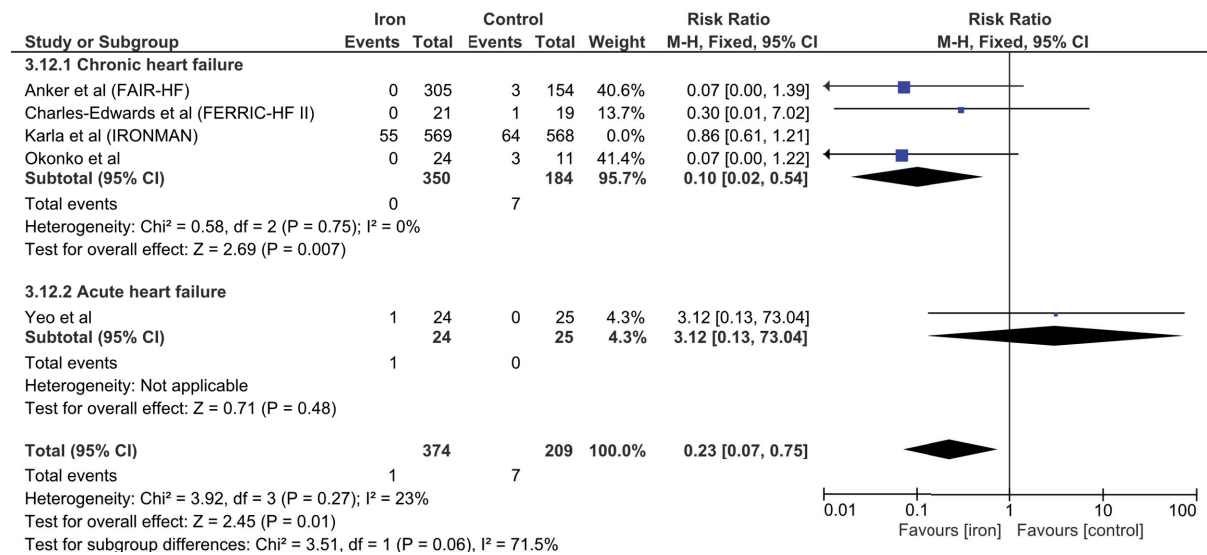 Iron Control Risk Ratio Risk Ratio
Study or Subgroup Events Total Events Total Weight M-H, Fixed, 95% CI M-H, Fixed, 95% CI
3.12.1 Chronic heart failure
Anker et al (FAIR-HF) 0 305 3 154 40.6% 0.07 [0.00, 1.39]
Charles-Edwards et al (FERRIC-HF II) 0 21 1 19 13.7% 0.30 [0.01, 7.02]
Karla et al (IRONMAN) 55 569 64 568 0.0% 0.86 [0.61, 1.21]
Okonko et al 0 24 3 11 41.4% 0.07 [0.00, 1.22]
Subtotal (95% CI) 350 184 95.7% 0.10 [0.02, 0.54]
Total events 0 7
Heterogeneity: Chi² = 0.58, df = 2 (P = 0.75); I² = 0%
Test for overall effect: Z = 2.69 (P = 0.007)
3.12.2 Acute heart failure
Yeo et al 1 24 0 25 4.3% 3.12 [0.13, 73.04]
Subtotal (95% CI) 24 25 4.3% 3.12 [0.13, 73.04]
Total events 1 0
Heterogeneity: Not applicable
Test for overall effect: Z = 0.71 (P = 0.48)
Total (95% CI) 374 209 100.0% 0.23 [0.07, 0.75]
Total events 1 7
Heterogeneity: Chi² = 3.92, df = 3 (P = 0.27); I² = 23%
Test for overall effect: Z = 2.45 (P = 0.01)
Test for subgroup differences: Chi² = 3.51, df = 1 (P = 0.06), I² = 71.5%
0.01 0.1 1 10 100
Favours [iron] Favours [control]